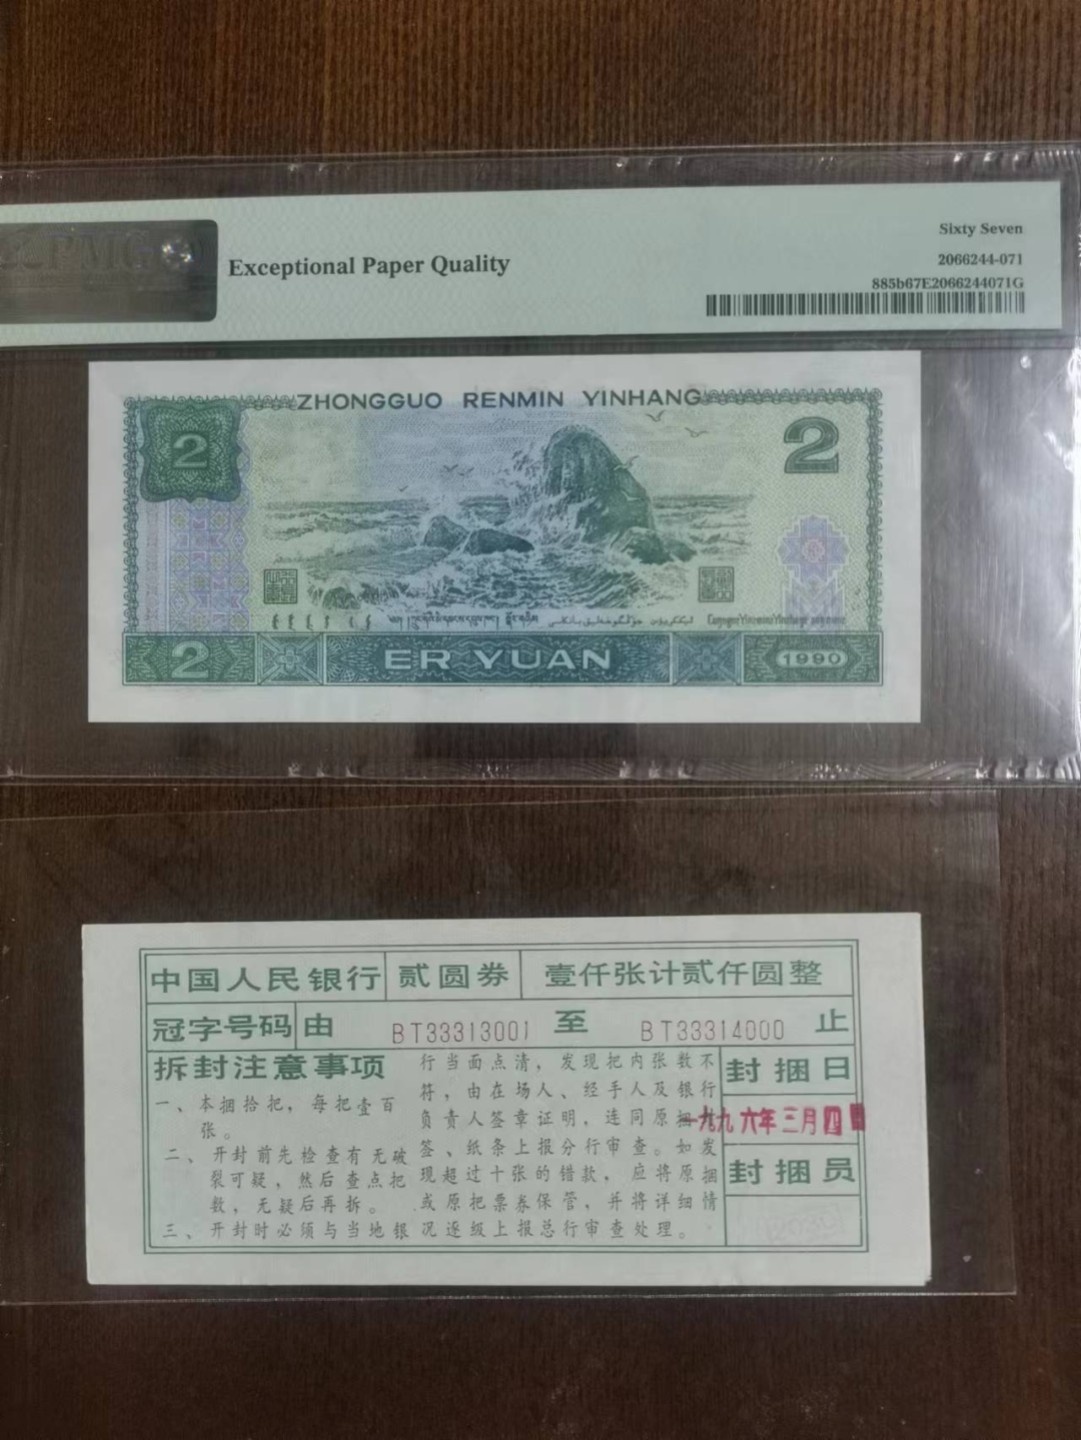 PMG
Exceptional Paper Quality
Sixty Seven
2066244-071
885b67E2066244071G
ZHONGGUO RENMIN YINHANG
2
2
2
ER YUAN
1990
中国人民银行
贰圆券
壹仟张计贰仟圆整
冠字号码
由
BT33313001
至
BT33314000
止
拆封注意事项
一、本捆拾把，每把壹百
张。
二、开封前先检查有无破
裂可疑，然后查点把
数，无疑后再拆。
三、开封时必须与当地银
行当面点清，发现把内张数不
符，由在场人、经手人及银行
负责人签章证明，连同原捆
签、纸条上报分行审查。如发
现超过十张的错款，应将原捆
或原把票券保管，并将详细情
况逐级上报总行审查处理。
封捆日
一九九六年三月四日
封捆员